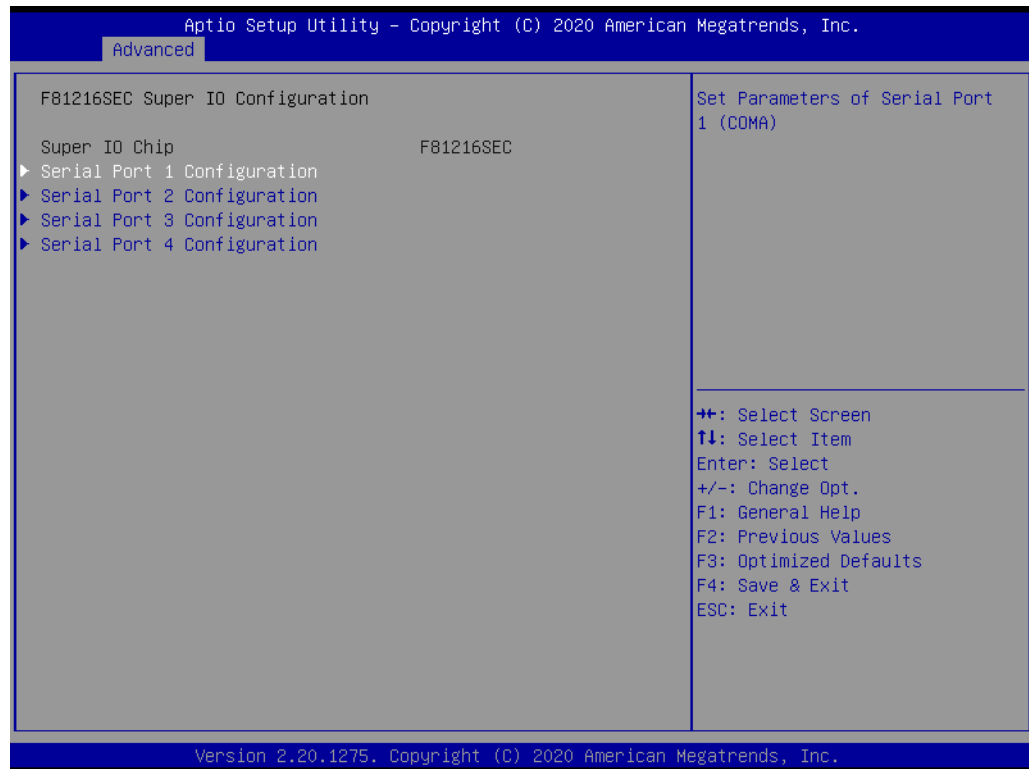 Aptio Setup Utility – Copyright (C) 2020 American Megatrends, Inc.
Advanced
F81216SEC Super IO Configuration
Super IO Chip F81216SEC
▶ Serial Port 1 Configuration
▶ Serial Port 2 Configuration
▶ Serial Port 3 Configuration
▶ Serial Port 4 Configuration
Set Parameters of Serial Port
1 (COMA)
→←: Select Screen
↑↓: Select Item
Enter: Select
+/-: Change Opt.
F1: General Help
F2: Previous Values
F3: Optimized Defaults
F4: Save & Exit
ESC: Exit
Version 2.20.1275. Copyright (C) 2020 American Megatrends, Inc.